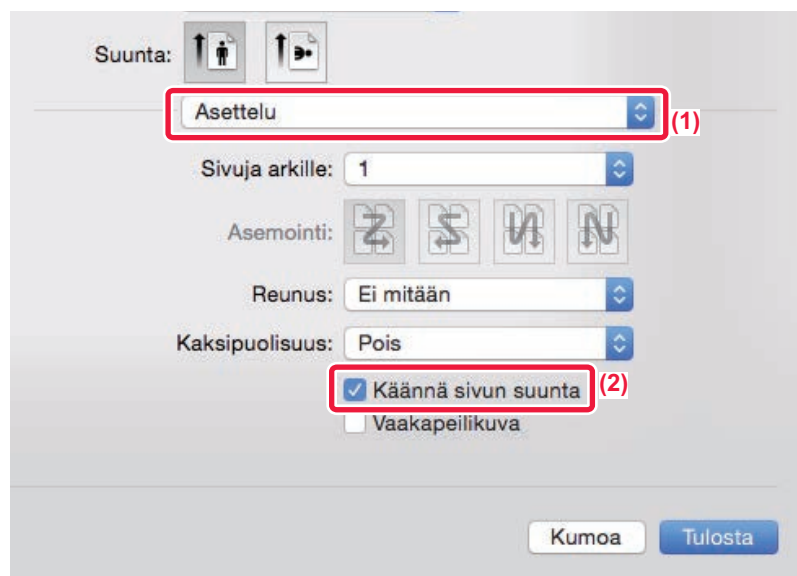 Suunta:
Asettelu
(1)
Sivuja arkille: 1
Asemointi:
Reunus: Ei mitään
Kaksipuolisuus: Pois
Käännä sivun suunta (2)
Vaakapeilikuva
Kumoa Tulosta